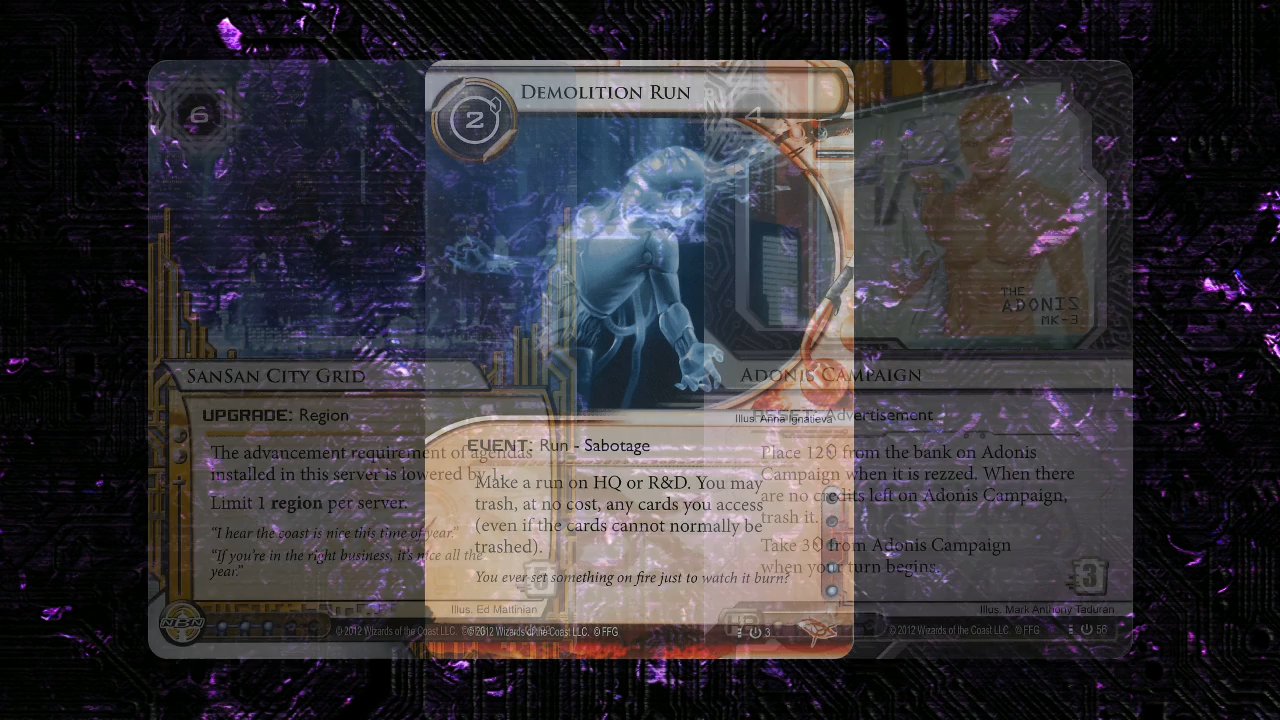 6
SanSan City Grid
UPGRADE: Region
The advancement requirement of agendas
installed in this server is lowered by 1.
Limit 1 region per server.
"I hear the coast is nice this time of year."
"If you're in the right business, it's nice all the
year."
NBN
Illus. Ed Mattinian
© 2012 Wizards of the Coast LLC.
Demolition Run
2
Illus. Anna Ignatieva
EVENT: Run - Sabotage
Make a run on HQ or R&D. You may
trash, at no cost, any cards you access
(even if the cards cannot normally be
trashed).
You ever set something on fire just to watch it burn?
© 2012 Wizards of the Coast LLC. © FFG
3
4
THE
ADONIS
MK-3
Adonis Campaign
ASSET: Advertisement
Place 12 from the bank on Adonis
Campaign when it is rezzed. When there
are no credits left on Adonis Campaign,
trash it.
Take 3 from Adonis Campaign
when your turn begins.
3
Illus. Mark Anthony Taduran
© 2012 Wizards of the Coast LLC. © FFG
56